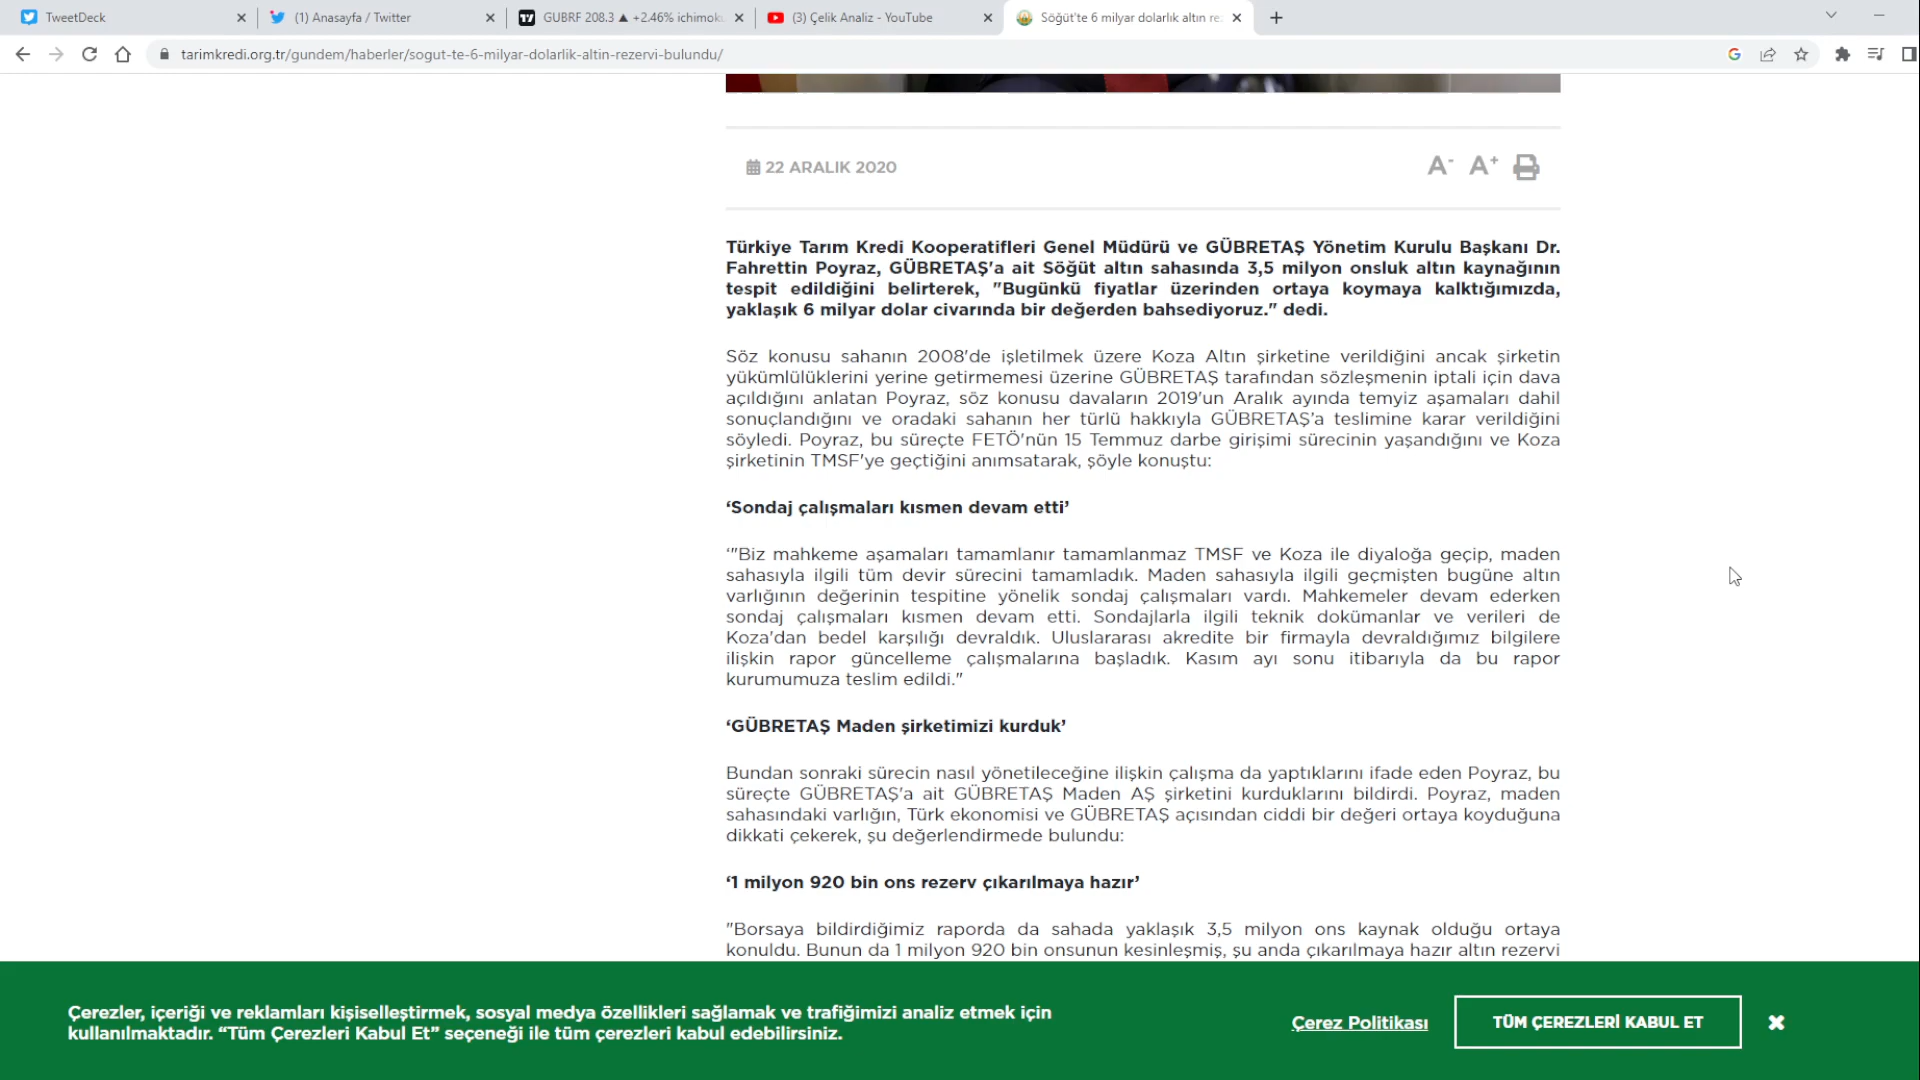 TweetDeck
(1) Anasayfa / Twitter
GUBRF 208.3 ▲ +2.46% ichimoku
(3) Çelik Analiz - YouTube
Söğüt'te 6 milyar dolarlık altın re
tarimkredi.org.tr/gundem/haberler/sogut-te-6-milyar-dolarlik-altin-rezervi-bulundu/
22 ARALIK 2020
A- A+
Türkiye Tarım Kredi Kooperatifleri Genel Müdürü ve GÜBRETAŞ Yönetim Kurulu Başkanı Dr.
Fahrettin Poyraz, GÜBRETAŞ'a ait Söğüt altın sahasında 3,5 milyon onsluk altın kaynağının
tespit edildiğini belirterek, "Bugünkü fiyatlar üzerinden ortaya koymaya kalktığımızda,
yaklaşık 6 milyar dolar civarında bir değerden bahsediyoruz." dedi.
Söz konusu sahanın 2008'de işletilmek üzere Koza Altın şirketine verildiğini ancak şirketin
yükümlülüklerini yerine getirmemesi üzerine GÜBRETAŞ tarafından sözleşmenin iptali için dava
açıldığını anlatan Poyraz, söz konusu davaların 2019'un Aralık ayında temyiz aşamaları dahil
sonuçlandığını ve oradaki sahanın her türlü hakkıyla GÜBRETAŞ’a teslimine karar verildiğini
söyledi. Poyraz, bu süreçte FETÖ'nün 15 Temmuz darbe girişimi sürecinin yaşandığını ve Koza
şirketinin TMSF'ye geçtiğini anımsatarak, şöyle konuştu:
‘Sondaj çalışmaları kısmen devam etti’
‘"Biz mahkeme aşamaları tamamlanır tamamlanmaz TMSF ve Koza ile diyaloğa geçip, maden
sahasıyla ilgili tüm devir sürecini tamamladık. Maden sahasıyla ilgili geçmişten bugüne altın
varlığının değerinin tespitine yönelik sondaj çalışmaları vardı. Mahkemeler devam ederken
sondaj çalışmaları kısmen devam etti. Sondajlarla ilgili teknik dokümanlar ve verileri de
Koza'dan bedel karşılığı devraldık. Uluslararası akredite bir firmayla devraldığımız bilgilere
ilişkin rapor güncelleme çalışmalarına başladık. Kasım ayı sonu itibarıyla da bu rapor
kurumumuza teslim edildi."
‘GÜBRETAŞ Maden şirketimizi kurduk’
Bundan sonraki sürecin nasıl yönetileceğine ilişkin çalışma da yaptıklarını ifade eden Poyraz, bu
süreçte GÜBRETAŞ'a ait GÜBRETAŞ Maden AŞ şirketini kurduklarını bildirdi. Poyraz, maden
sahasındaki varlığın, Türk ekonomisi ve GÜBRETAŞ açısından ciddi bir değeri ortaya koyduğuna
dikkati çekerek, şu değerlendirmede bulundu:
‘1 milyon 920 bin ons rezerv çıkarılmaya hazır’
"Borsaya bildirdiğimiz raporda da sahada yaklaşık 3,5 milyon ons kaynak olduğu ortaya
konuldu. Bunun da 1 milyon 920 bin onsunun kesinleşmiş, şu anda çıkarılmaya hazır altın rezervi
Çerezler, içeriği ve reklamları kişiselleştirmek, sosyal medya özellikleri sağlamak ve trafiğimizi analiz etmek için
kullanılmaktadır. “Tüm Çerezleri Kabul Et” seçeneği ile tüm çerezleri kabul edebilirsiniz.
Çerez Politikası
TÜM ÇEREZLERİ KABUL ET